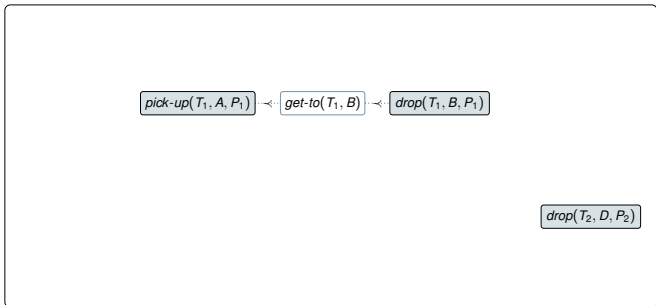 pick-up(T₁, A, P₁) ≺ get-to(T₁, B) ≺ drop(T₁, B, P₁)
drop(T₂, D, P₂)